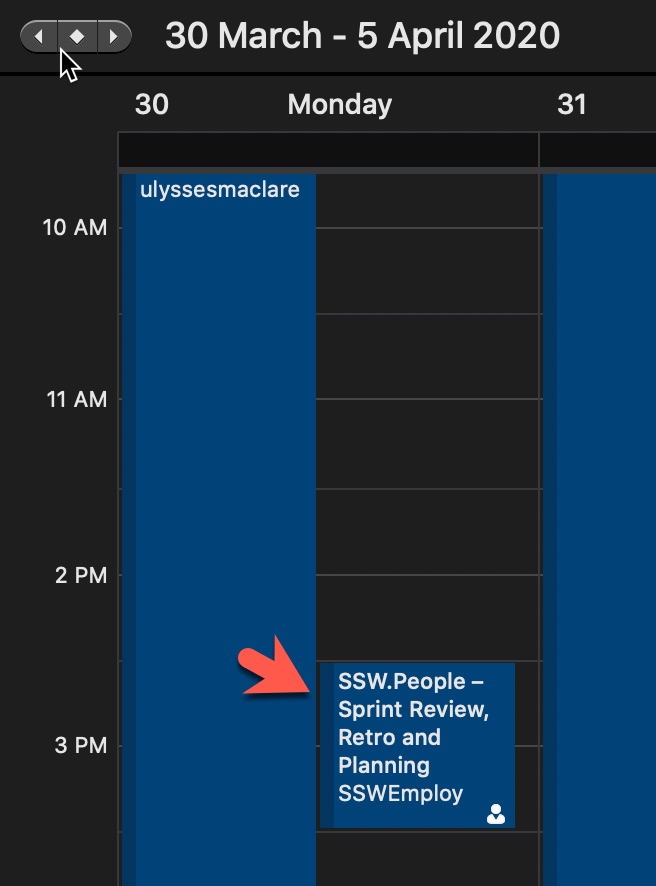 30 March - 5 April 2020
30 Monday 31
ulyssesmaclare
10 AM
11 AM
2 PM
SSW.People –
Sprint Review,
Retro and
3 PM
Planning
SSWEmploy